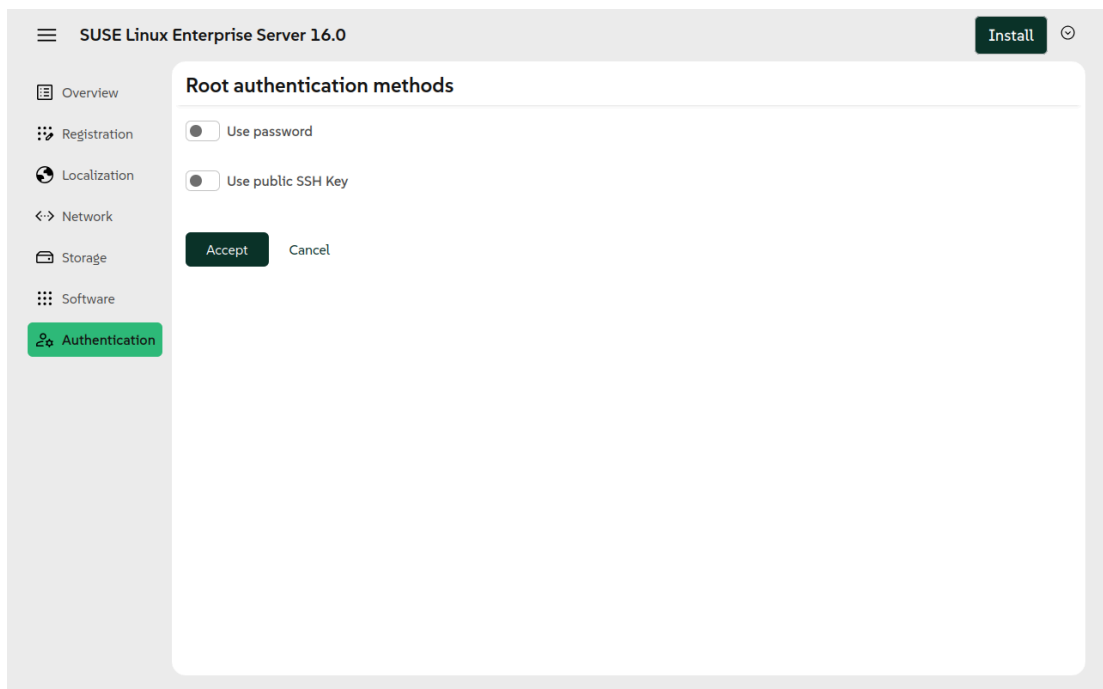 SUSE Linux Enterprise Server 16.0
Install
Overview
Registration
Localization
Network
Storage
Software
Authentication
Root authentication methods
Use password
Use public SSH Key
Accept
Cancel